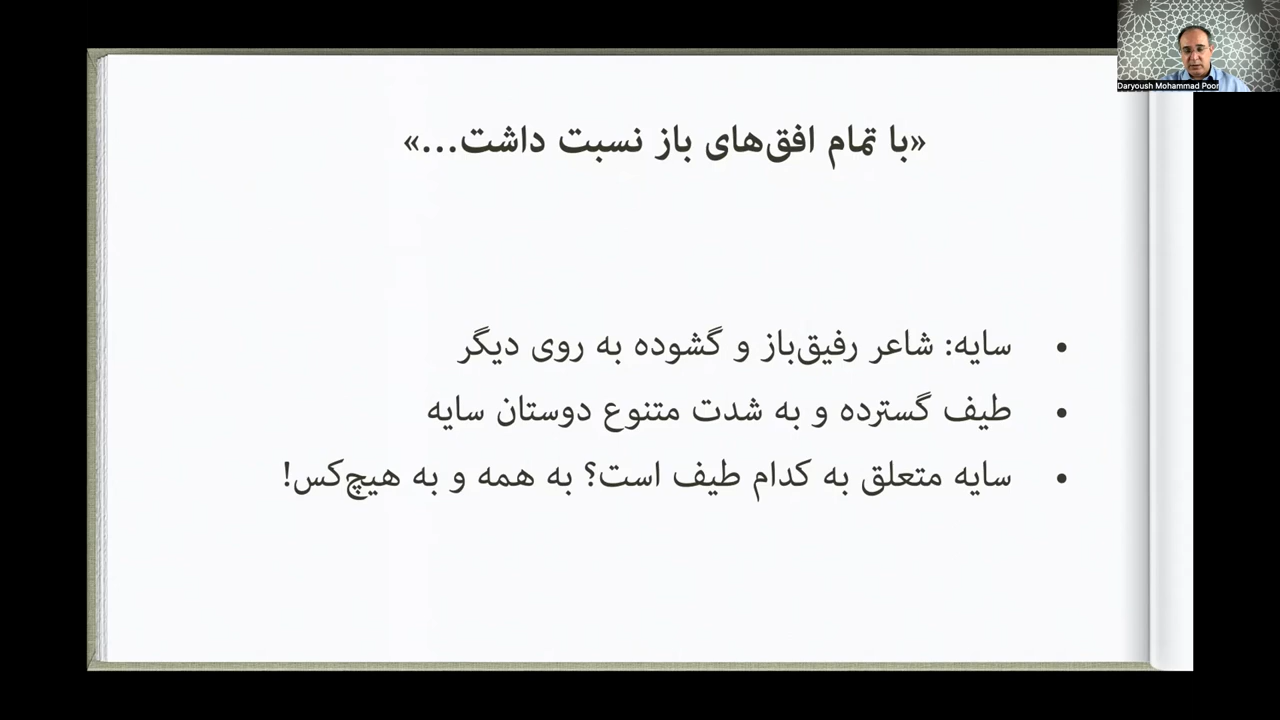 «با تمام افق‌های باز نسبت داشت...»
• سایه: شاعر رفیق‌باز و گشوده به روی دیگر
• طیف گسترده و به شدت متنوع دوستان سایه
• سایه متعلق به کدام طیف است؟ به همه و به هیچ‌کس!
Daryoush Mohammad Poor